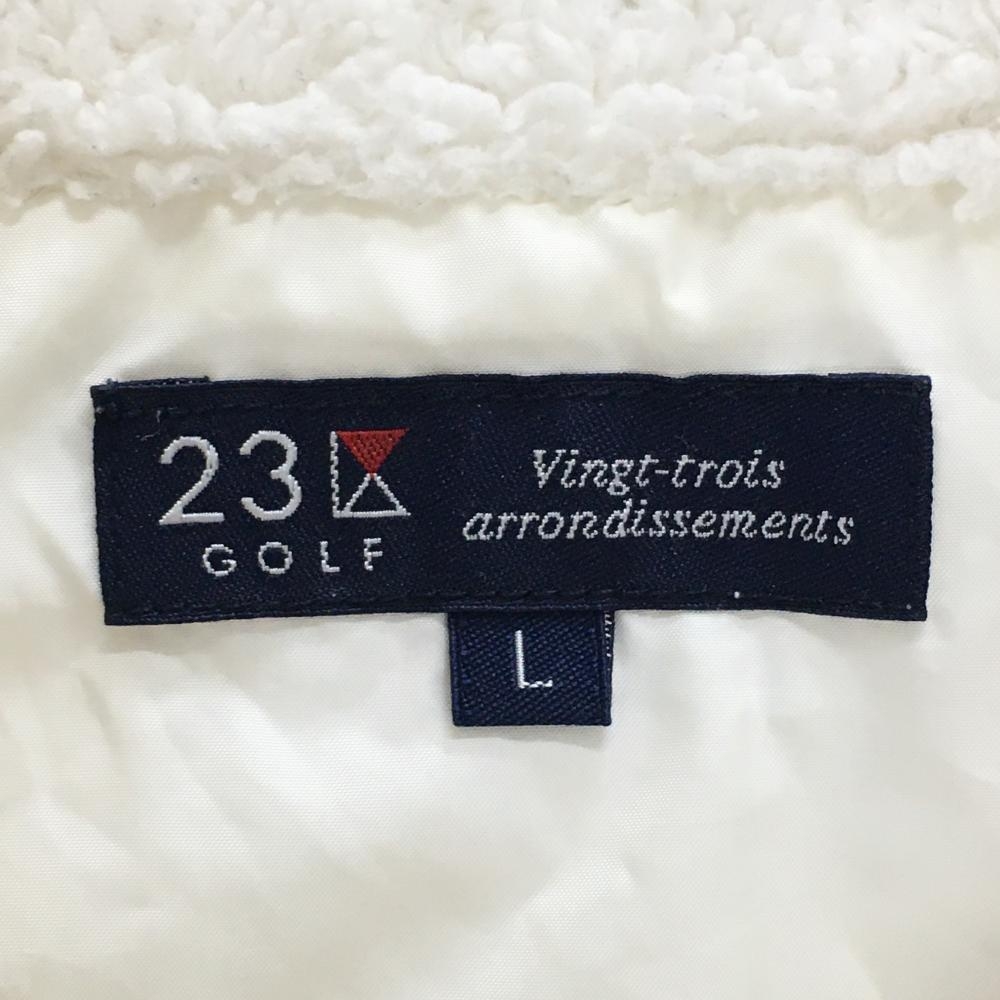 23
GOLF
Vingt-trois
arrondissements
L